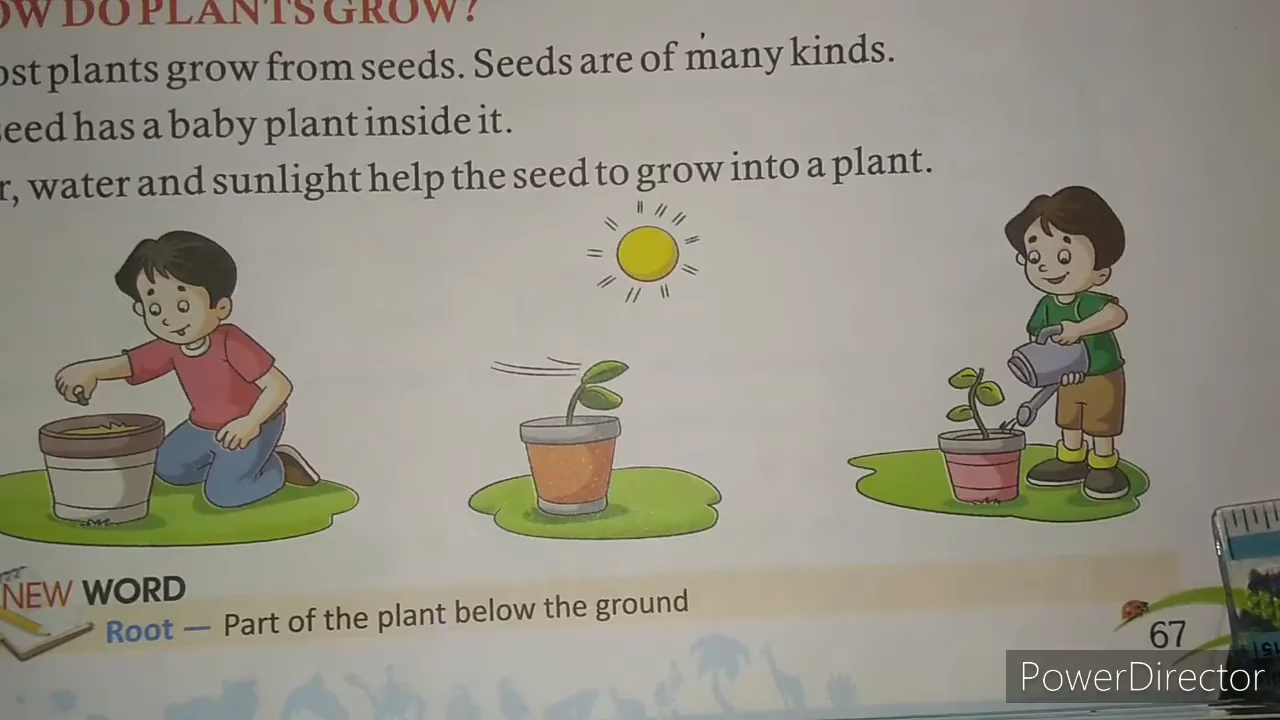 OW DO PLANTS GROW?
ost plants grow from seeds. Seeds are of many kinds.
seed has a baby plant inside it.
r, water and sunlight help the seed to grow into a plant.
NEW WORD
Root — Part of the plant below the ground
67
PowerDirector